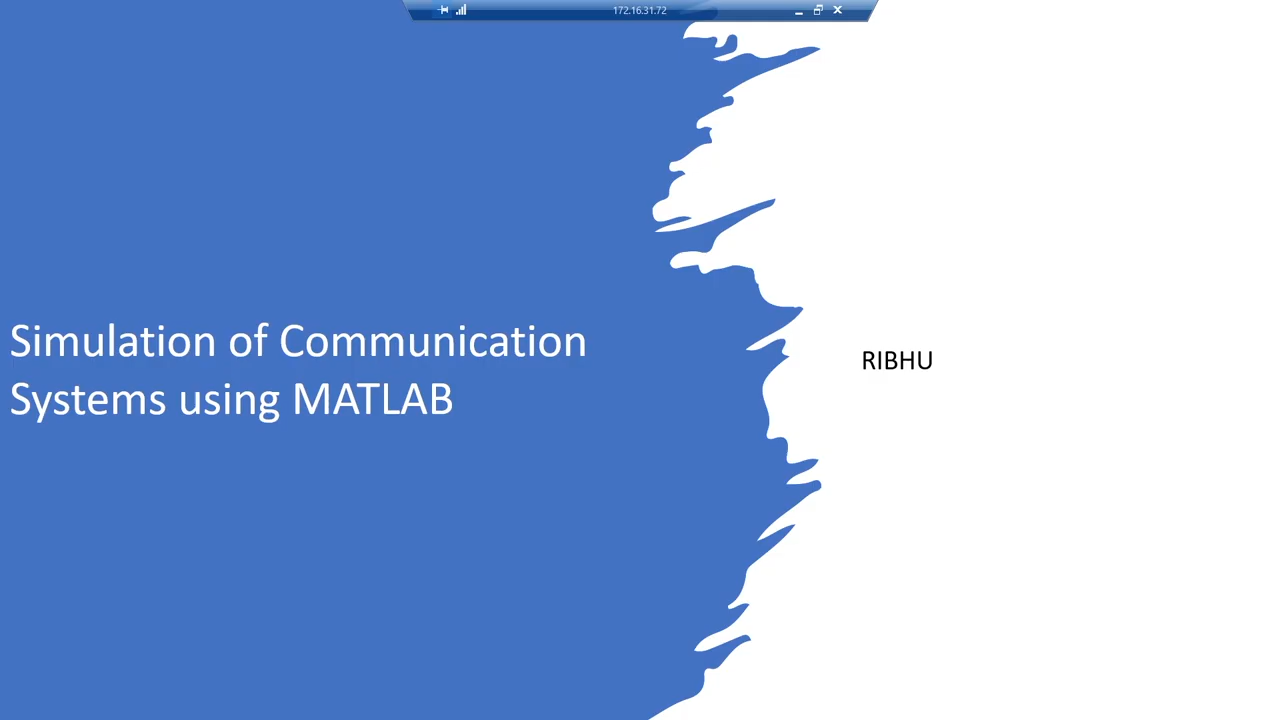 172.16.31.72
Simulation of Communication
Systems using MATLAB
RIBHU